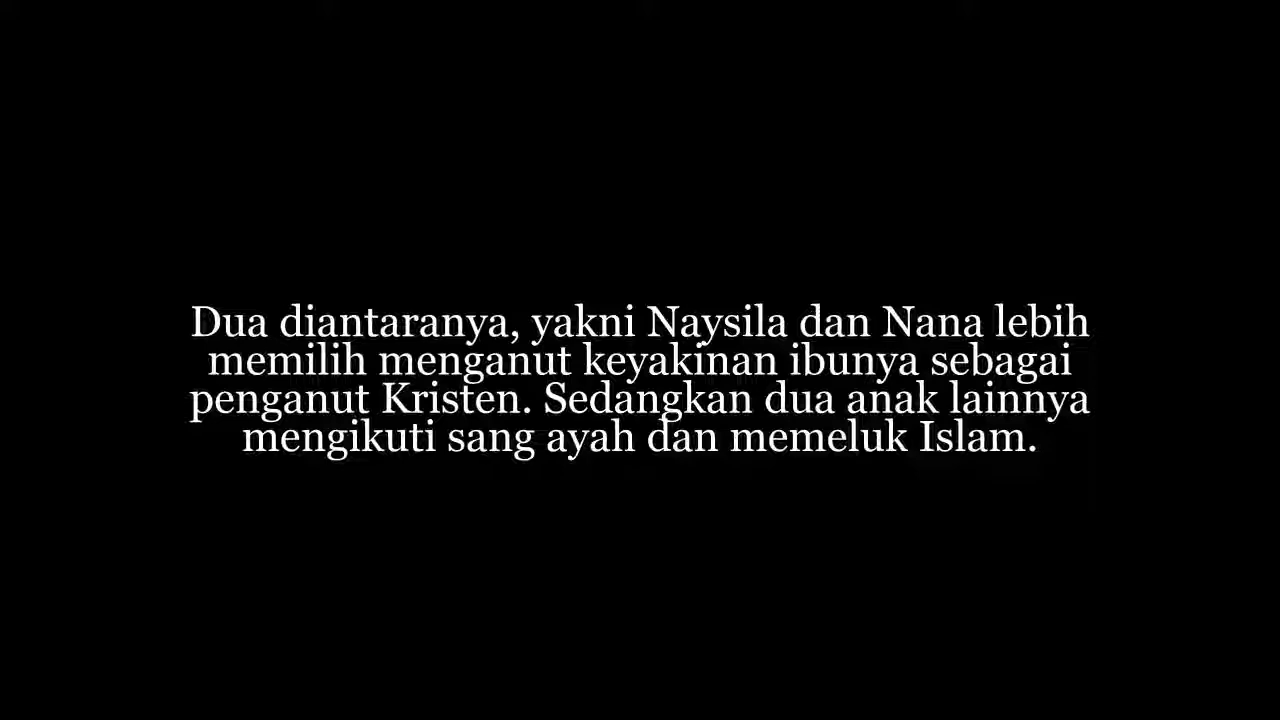 Dua diantaranya, yakni Naysila dan Nana lebih
memilih menganut keyakinan ibunya sebagai
penganut Kristen. Sedangkan dua anak lainnya
mengikuti sang ayah dan memeluk Islam.